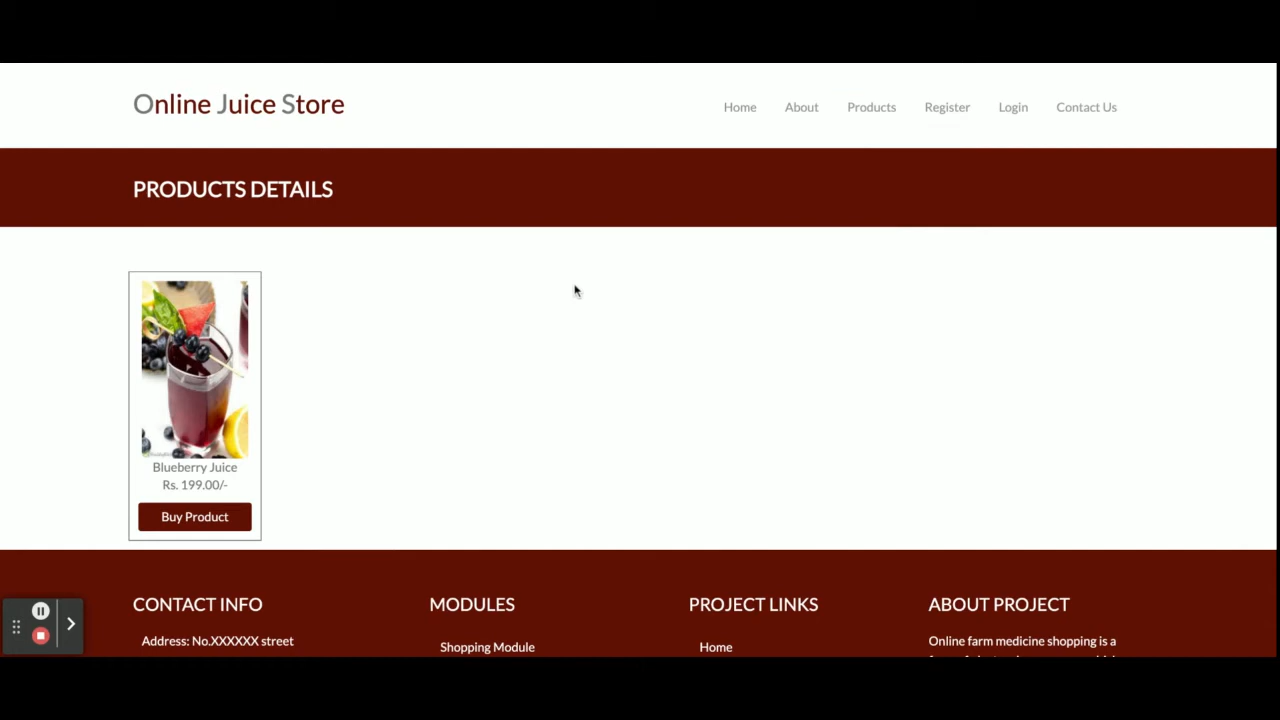 Online Juice Store
Home About Products Register Login Contact Us
PRODUCTS DETAILS
Blueberry Juice
Rs. 199.00/-
Buy Product
CONTACT INFO
Address: No.XXXXXX street
MODULES
Shopping Module
PROJECT LINKS
Home
ABOUT PROJECT
Online farm medicine shopping is a